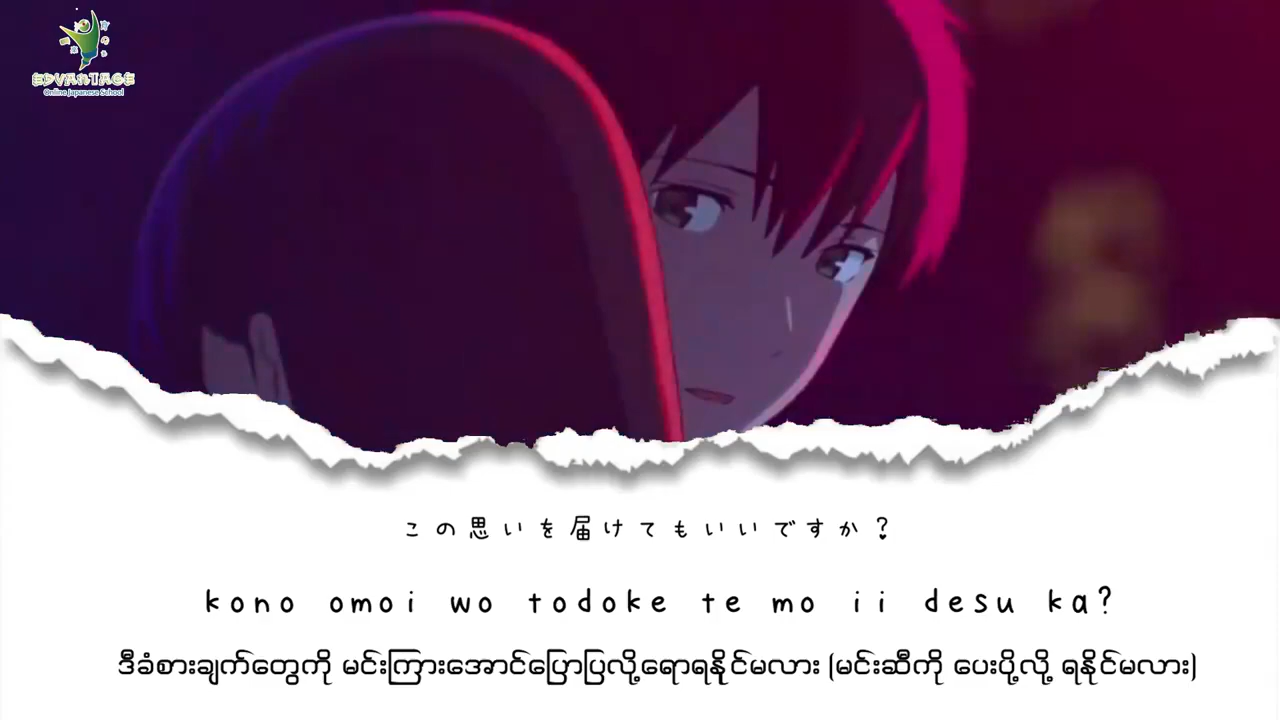 EDVANTAGE
Online Japanese School
この思いを届けてもいいですか？
kono omoi wo todoke te mo ii desu ka?
ဒီခံစားချက်တွေကို မင်းကြားအောင်ပြောပြလို့ရောရနိုင်မလား (မင်းဆီကို ပေးပို့လို့ ရနိုင်မလား)